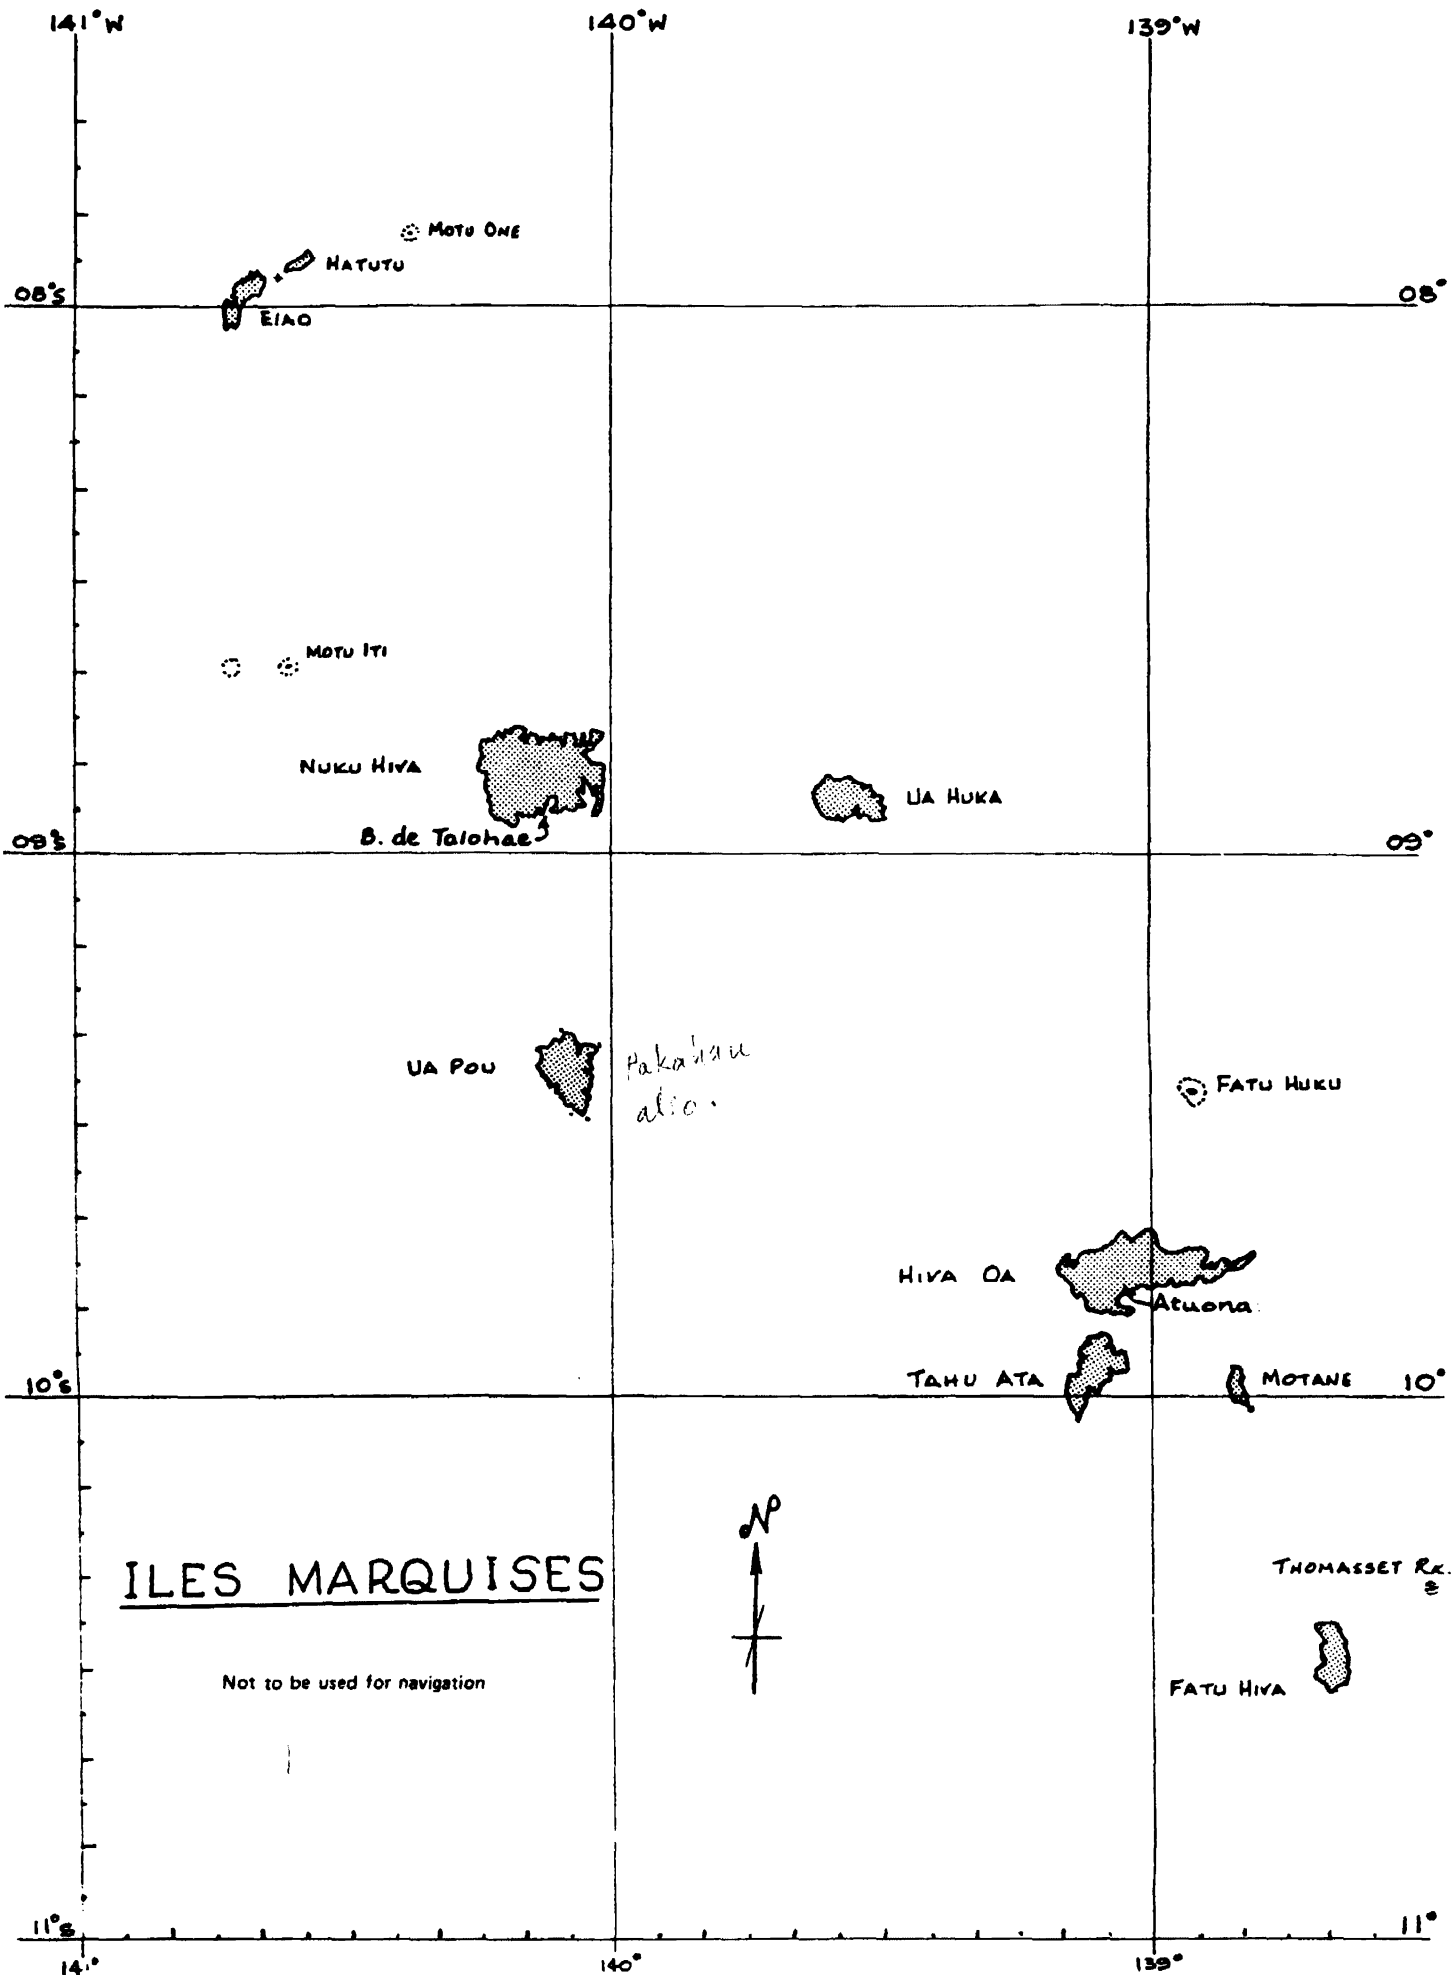 141°W 140°W 139°W
MOTU ONE
HATUTU
08°S 08°
EIAO
MOTU ITI
NUKU HIVA
UA HUKA
B. de Taiohae
09°S 09°
UA POU
FATU HUKU
HIVA OA
Atuona
TAHU ATA
MOTANE
10°S 10°
N
ILES MARQUISES
THOMASSET RK.
Not to be used for navigation
FATU HIVA
11°S 11°
141° 140° 139°